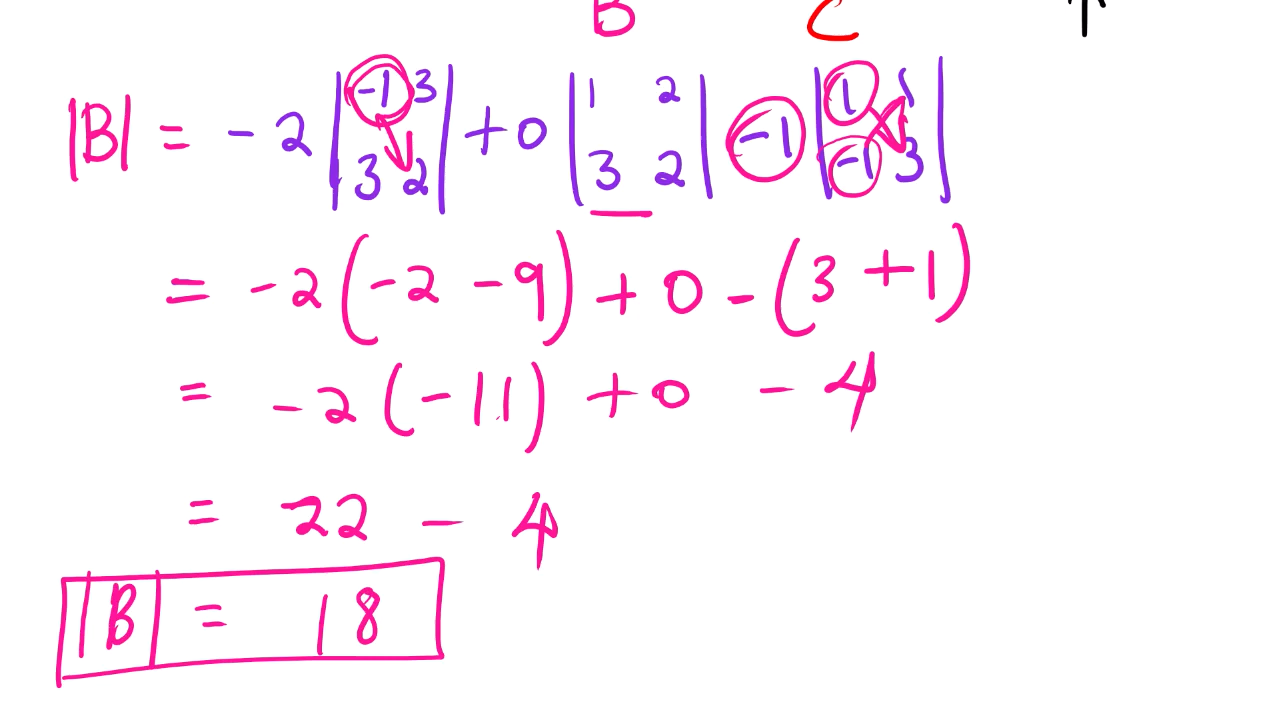 B C ↑
|B| = -2 |-1 3 3 2| + 0 |1 2 3 2| -1 |1 1 -1 3|
= -2(-2 - 9) + 0 - (3 + 1)
= -2(-11) + 0 - 4
= 22 - 4
|B| = 18